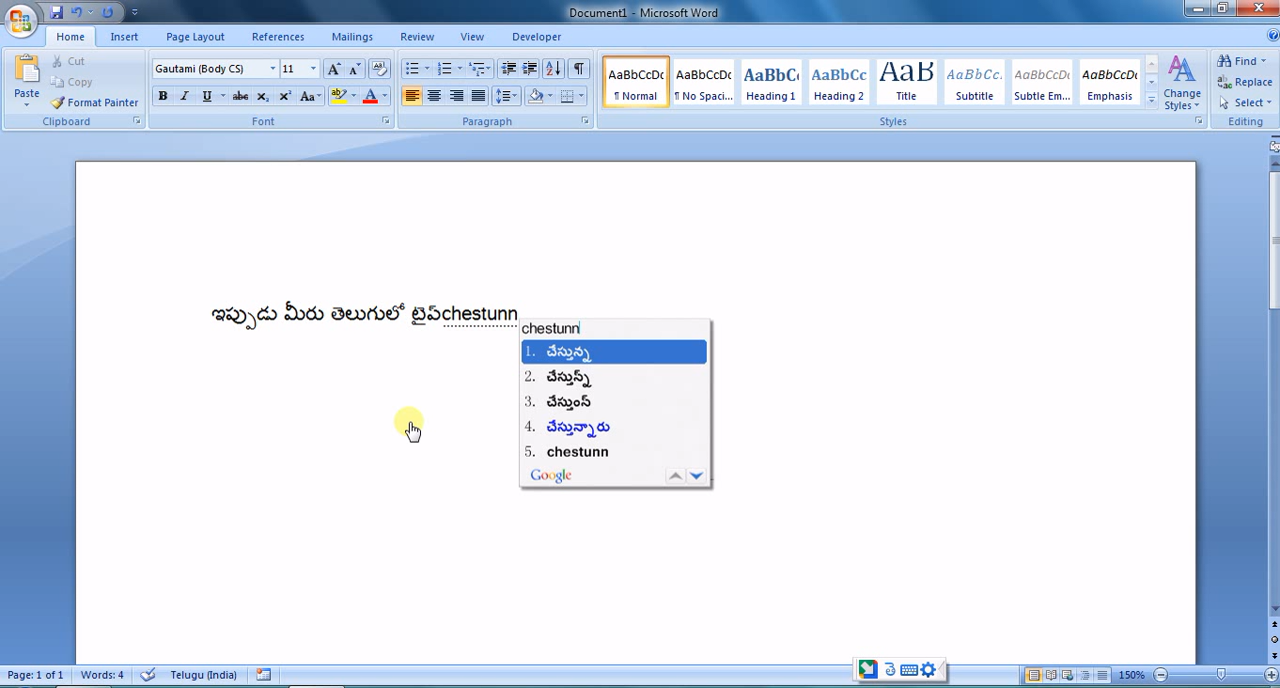 Document1 - Microsoft Word
Home Insert Page Layout References Mailings Review View Developer
Paste Cut Copy Format Painter Clipboard
Gautami (Body CS) 11 Font
Paragraph
AaBbCcDc ¶ Normal
AaBbCcDc ¶ No Spaci...
AaBbC Heading 1
AaBbCc Heading 2
AaB Title
AaBbCc. Subtitle
AaBbCcDc Subtle Em...
AaBbCcDc Emphasis
Change Styles
Styles
Find
Replace
Select
Editing
ఇప్పుడు మీరు తెలుగులో టైప్chestunn
chestunn
1. చేస్తున్న
2. చేస్తున్న్
3. చేస్తుంన్
4. చేస్తున్నారు
5. chestunn
Google
Page: 1 of 1 Words: 4 Telugu (India) 150%